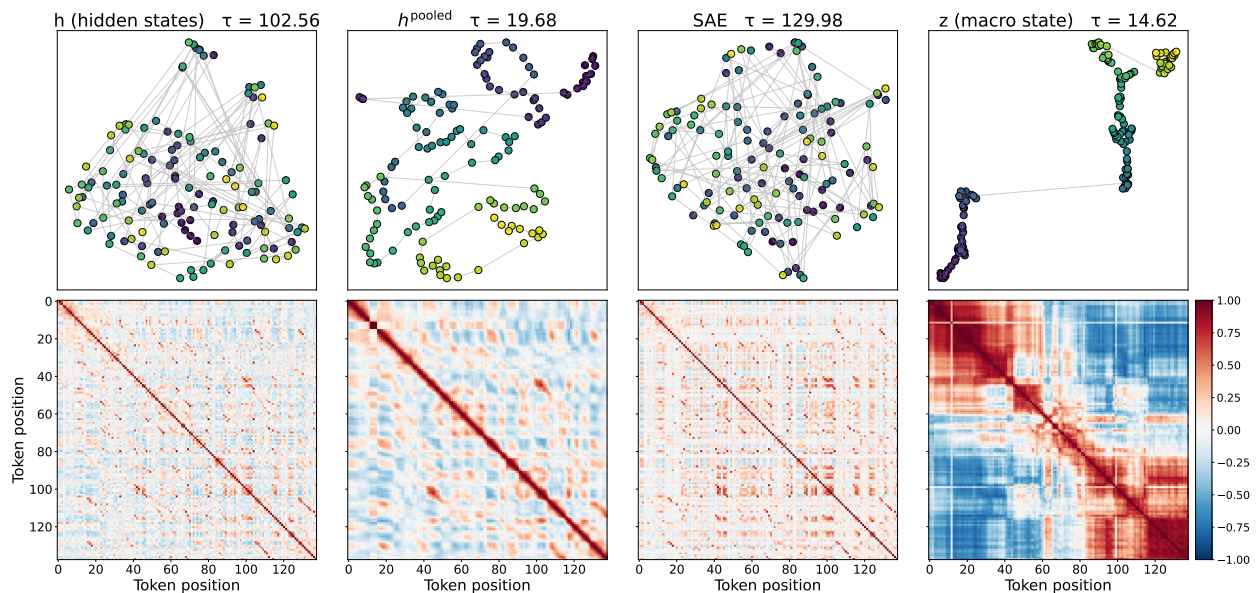 h (hidden states) τ = 102.56
h^pooled τ = 19.68
SAE τ = 129.98
z (macro state) τ = 14.62
Token position
0
20
40
60
80
100
120
0 20 40 60 80 100 120
0 20 40 60 80 100 120
0 20 40 60 80 100 120
0 20 40 60 80 100 120
Token position
Token position
Token position
Token position
1.00
0.75
0.50
0.25
0.00
−0.25
−0.50
−0.75
−1.00